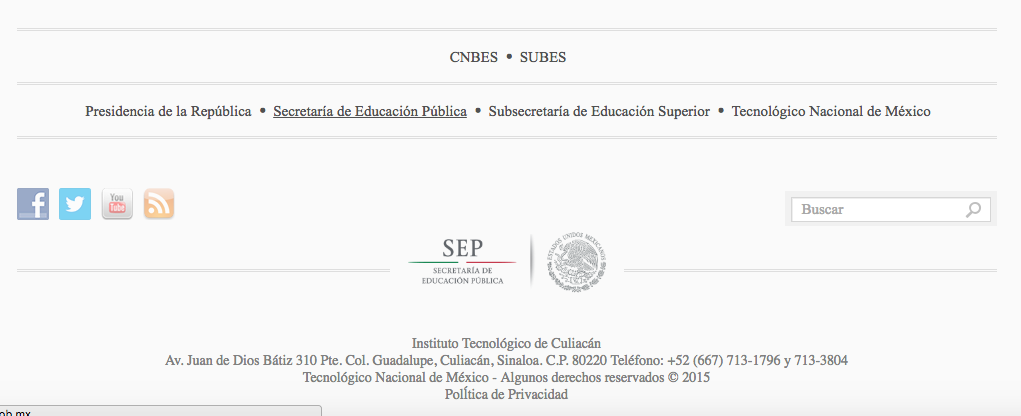 CNBES • SUBES
Presidencia de la República • Secretaría de Educación Pública • Subsecretaría de Educación Superior • Tecnológico Nacional de México
f
You
Tube
Buscar
SEP
SECRETARÍA DE
EDUCACIÓN PÚBLICA
ESTADOS UNIDOS MEXICANOS
Instituto Tecnológico de Culiacán
Av. Juan de Dios Bátiz 310 Pte. Col. Guadalupe, Culiacán, Sinaloa. C.P. 80220 Teléfono: +52 (667) 713-1796 y 713-3804
Tecnológico Nacional de México - Algunos derechos reservados © 2015
PolÍtica de Privacidad
ob.mx